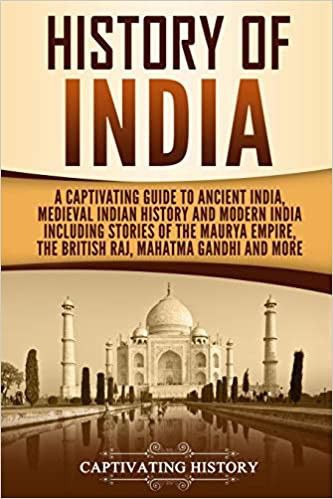 HISTORY OF
INDIA
A CAPTIVATING GUIDE TO ANCIENT INDIA,
MEDIEVAL INDIAN HISTORY AND MODERN INDIA
INCLUDING STORIES OF THE MAURYA EMPIRE,
THE BRITISH RAJ, MAHATMA GANDHI AND MORE
CAPTIVATING HISTORY